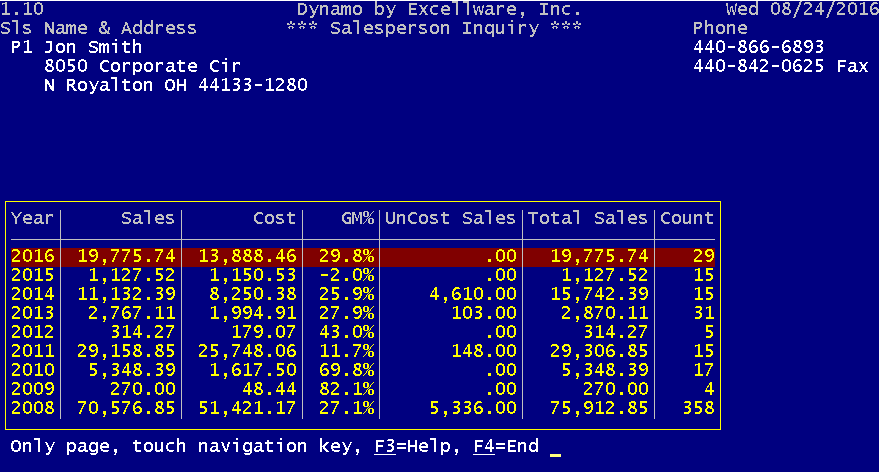 1.10 Dynamo by Excellware, Inc. Wed 08/24/2016
Sls Name & Address *** Salesperson Inquiry *** Phone
P1 Jon Smith 440-866-6893
8050 Corporate Cir 440-842-0625 Fax
N Royalton OH 44133-1280
Year Sales Cost GM% UnCost Sales Total Sales Count
2016 19,775.74 13,888.46 29.8% .00 19,775.74 29
2015 1,127.52 1,150.53 -2.0% .00 1,127.52 15
2014 11,132.39 8,250.38 25.9% 4,610.00 15,742.39 15
2013 2,767.11 1,994.91 27.9% 103.00 2,870.11 31
2012 314.27 179.07 43.0% .00 314.27 5
2011 29,158.85 25,748.06 11.7% 148.00 29,306.85 15
2010 5,348.39 1,617.50 69.8% .00 5,348.39 17
2009 270.00 48.44 82.1% .00 270.00 4
2008 70,576.85 51,421.17 27.1% 5,336.00 75,912.85 358
Only page, touch navigation key, F3=Help, F4=End _